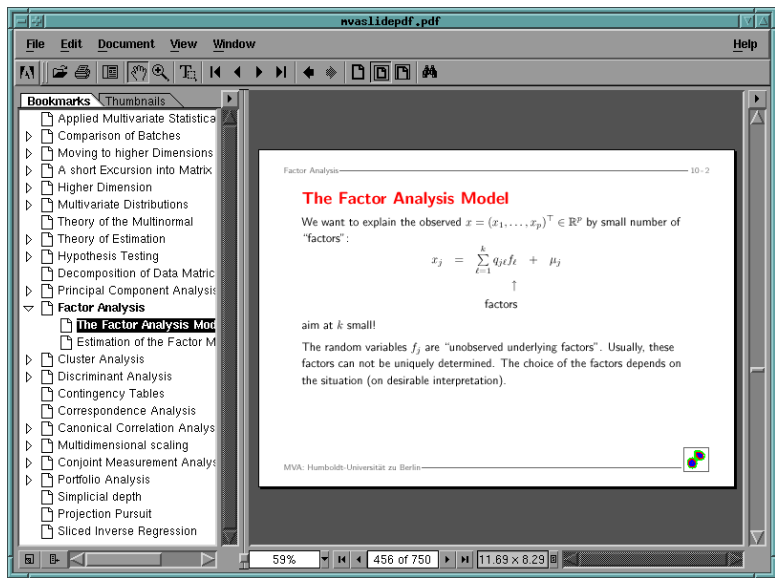 mvaslidepdf.pdf
File Edit Document View Window Help
Bookmarks Thumbnails
Applied Multivariate Statistica
Comparison of Batches
Moving to higher Dimensions
A short Excursion into Matrix
Higher Dimension
Multivariate Distributions
Theory of the Multinormal
Theory of Estimation
Hypothesis Testing
Decomposition of Data Matric
Principal Component Analysis
Factor Analysis
The Factor Analysis Mod
Estimation of the Factor M
Cluster Analysis
Discriminant Analysis
Contingency Tables
Correspondence Analysis
Canonical Correlation Analys
Multidimensional scaling
Conjoint Measurement Analys
Portfolio Analysis
Simplicial depth
Projection Pursuit
Sliced Inverse Regression
Factor Analysis 10-2
The Factor Analysis Model
We want to explain the observed x = (x₁, . . . , xₚ)⊤ ∈ ℝᵖ by small number of
“factors”:
k
xⱼ = ∑ qⱼℓfℓ + μⱼ
ℓ=1
↑
factors
aim at k small!
The random variables fⱼ are “unobserved underlying factors”. Usually, these
factors can not be uniquely determined. The choice of the factors depends on
the situation (on desirable interpretation).
MVA: Humboldt-Universität zu Berlin
59% 456 of 750 11.69 × 8.29